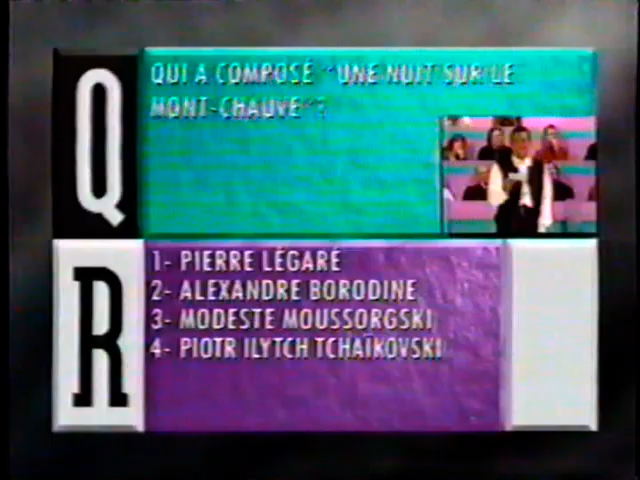 Q
QUI A COMPOSÉ "UNE NUIT SUR LE
MONT-CHAUVE"?
R
1- PIERRE LÉGARÉ
2- ALEXANDRE BORODINE
3- MODESTE MOUSSORGSKI
4- PIOTR ILYTCH TCHAÏKOVSKI